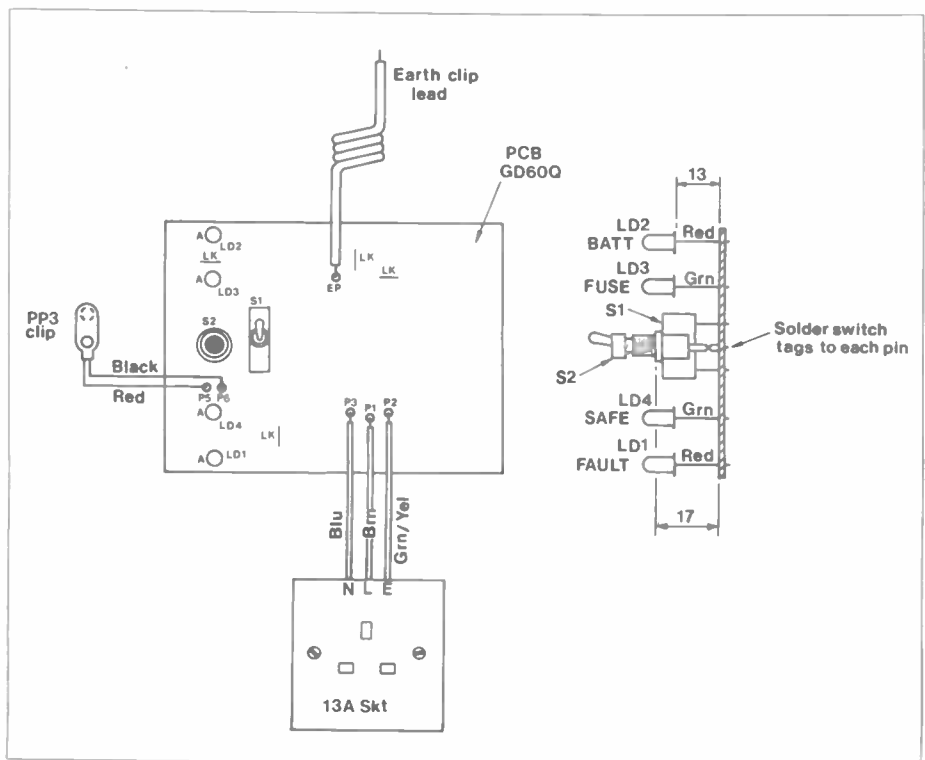 Earth clip
lead
PCB
GD60Q
A LD2
LK
A LD3
S1
S2
EP
LK
LK
PP3
clip
Black
Red
P5 P6
A LD4
LK
A LD1
P3 P1 P2
Blu
Brn
Grn/Yel
N L E
13A Skt
13
LD2
BATT
Red
LD3
FUSE
Grn
S1
S2
Solder switch
tags to each pin
LD4
SAFE
Grn
LD1
FAULT
Red
17